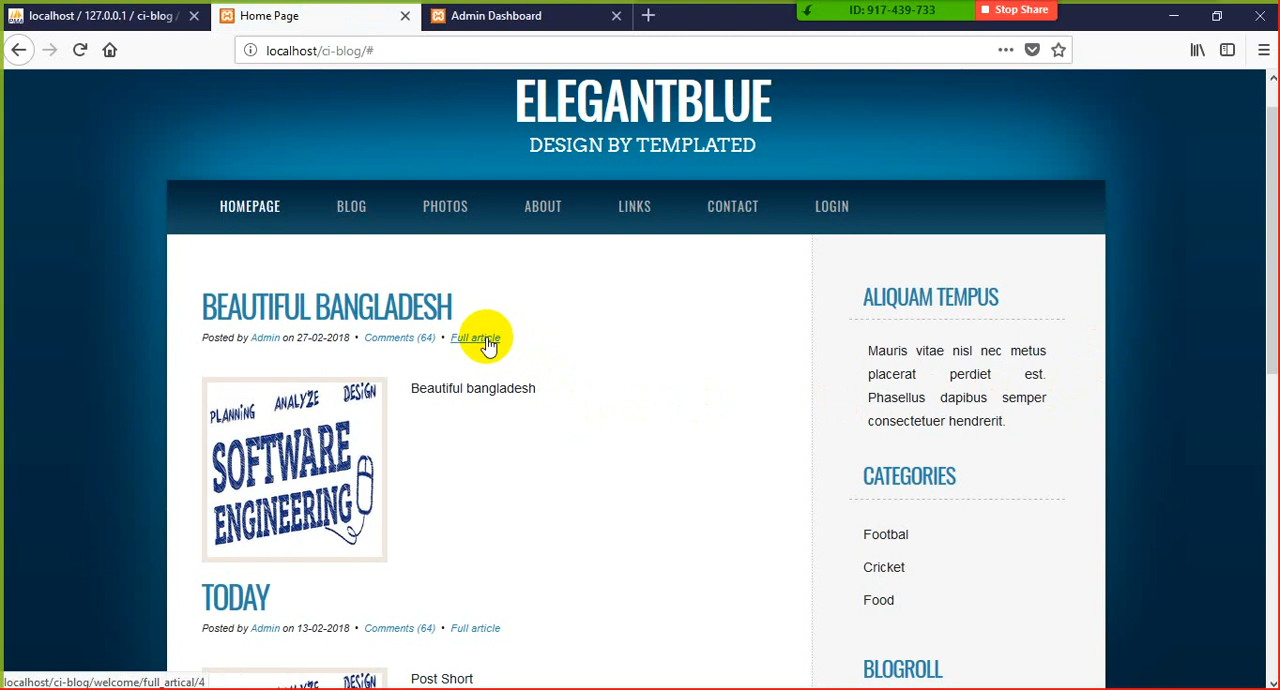 localhost / 127.0.0.1 / ci-blog /
Home Page
Admin Dashboard
ID: 917-439-733
Stop Share
localhost/ci-blog/#
ELEGANTBLUE
DESIGN BY TEMPLATED
HOMEPAGE BLOG PHOTOS ABOUT LINKS CONTACT LOGIN
BEAUTIFUL BANGLADESH
Posted by Admin on 27-02-2018 • Comments (64) • Full article
PLANNING ANALYZE DESIGN
SOFTWARE
ENGINEERING
Beautiful bangladesh
TODAY
Posted by Admin on 13-02-2018 • Comments (64) • Full article
PLANNING ANALYZE DESIGN
Post Short
ALIQUAM TEMPUS
Mauris vitae nisl nec metus
placerat perdiet est.
Phasellus dapibus semper
consectetuer hendrerit.
CATEGORIES
Footbal
Cricket
Food
BLOGROLL
localhost/ci-blog/welcome/full_artical/4